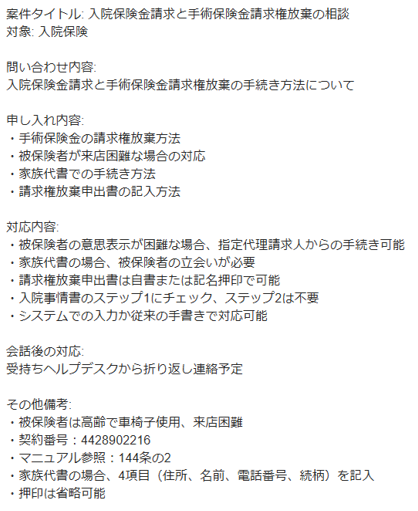 案件タイトル: 入院保険金請求と手術保険金請求権放棄の相談
対象: 入院保険
問い合わせ内容:
入院保険金請求と手術保険金請求権放棄の手続き方法について
申し入れ内容:
・手術保険金の請求権放棄方法
・被保険者が来店困難な場合の対応
・家族代書での手続き方法
・請求権放棄申出書の記入方法
対応内容:
・被保険者の意思表示が困難な場合、指定代理請求人からの手続き可能
・家族代書の場合、被保険者の立会いが必要
・請求権放棄申出書は自書または記名押印で可能
・入院事情書のステップ1にチェック、ステップ2は不要
・システムでの入力か従来の手書きで対応可能
会話後の対応:
受持ちヘルプデスクから折り返し連絡予定
その他備考:
・被保険者は高齢で車椅子使用、来店困難
・契約番号：4428902216
・マニュアル参照：144条の2
・家族代書の場合、4項目（住所、名前、電話番号、続柄）を記入
・押印は省略可能